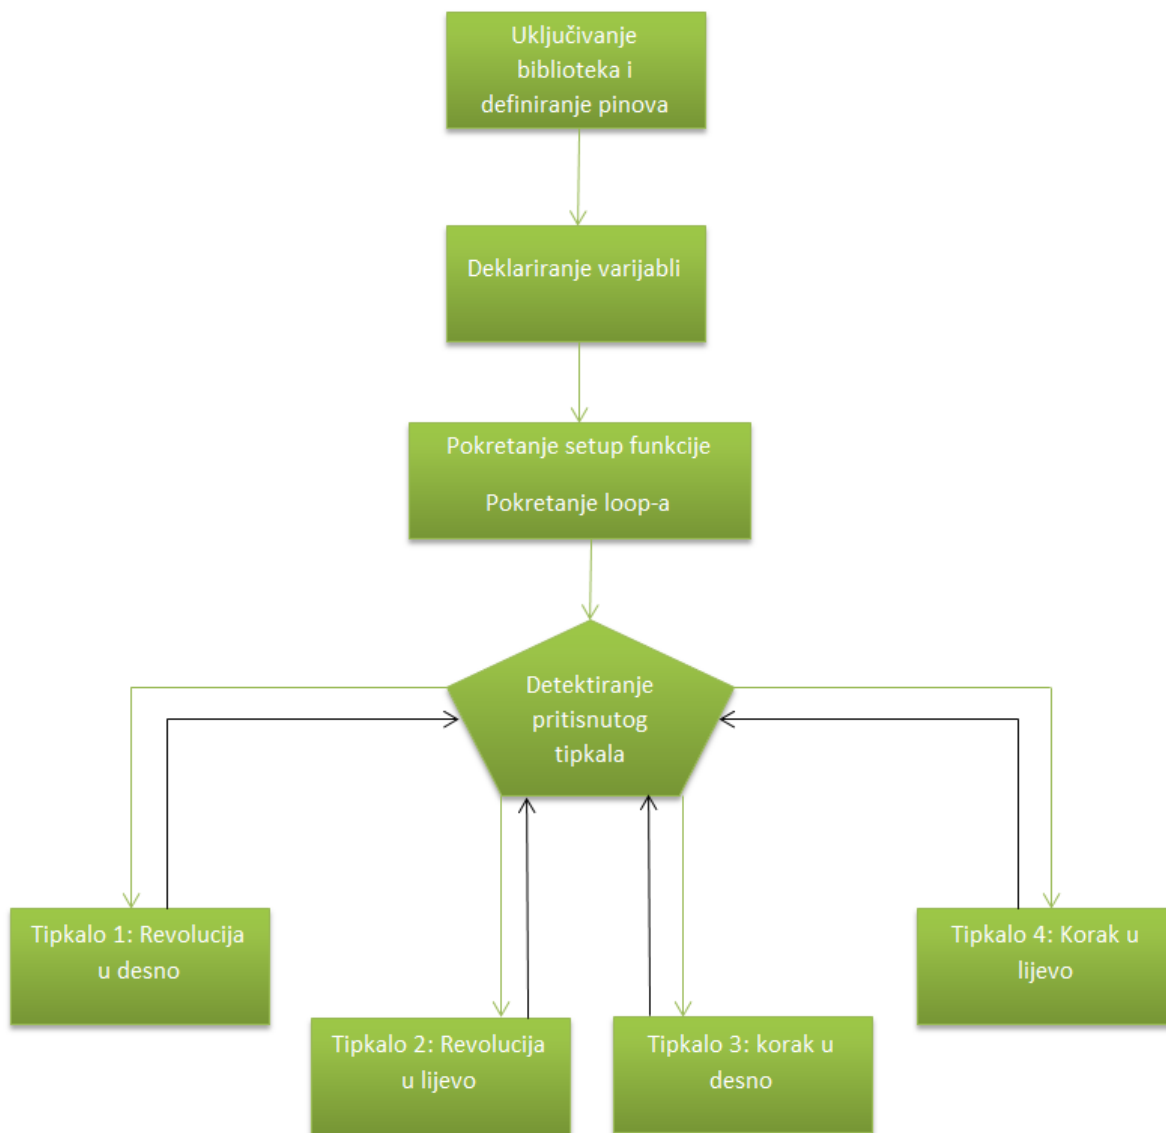 Uključivanje
biblioteka i
definiranje pinova
Deklariranje varijabli
Pokretanje setup funkcije
Pokretanje loop-a
Detektiranje
pritisnutog
tipkala
Tipkalo 1: Revolucija
u desno
Tipkalo 2: Revolucija
u lijevo
Tipkalo 3: korak u
desno
Tipkalo 4: Korak u
lijevo